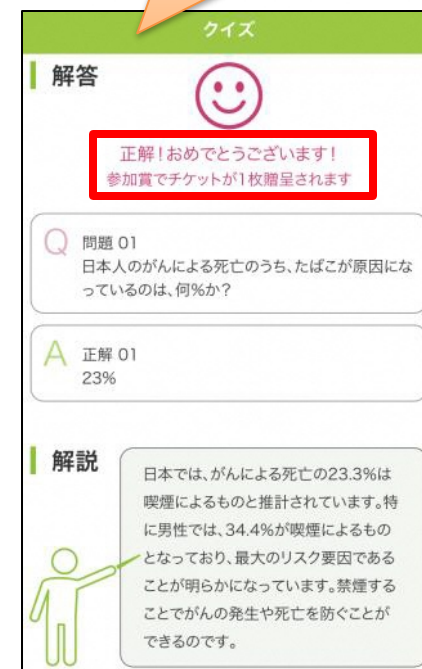 クイズ
解答
正解！おめでとうございます！
参加賞でチケットが1枚贈呈されます
Q 問題 01
日本人のがんによる死亡のうち、たばこが原因にな
っているのは、何%か？
A 正解 01
23%
解説
日本では、がんによる死亡の23.3%は
喫煙によるものと推計されています。特
に男性では、34.4%が喫煙によるもの
となっており、最大のリスク要因である
ことが明らかになっています。禁煙する
ことでがんの発生や死亡を防ぐことが
できるのです。